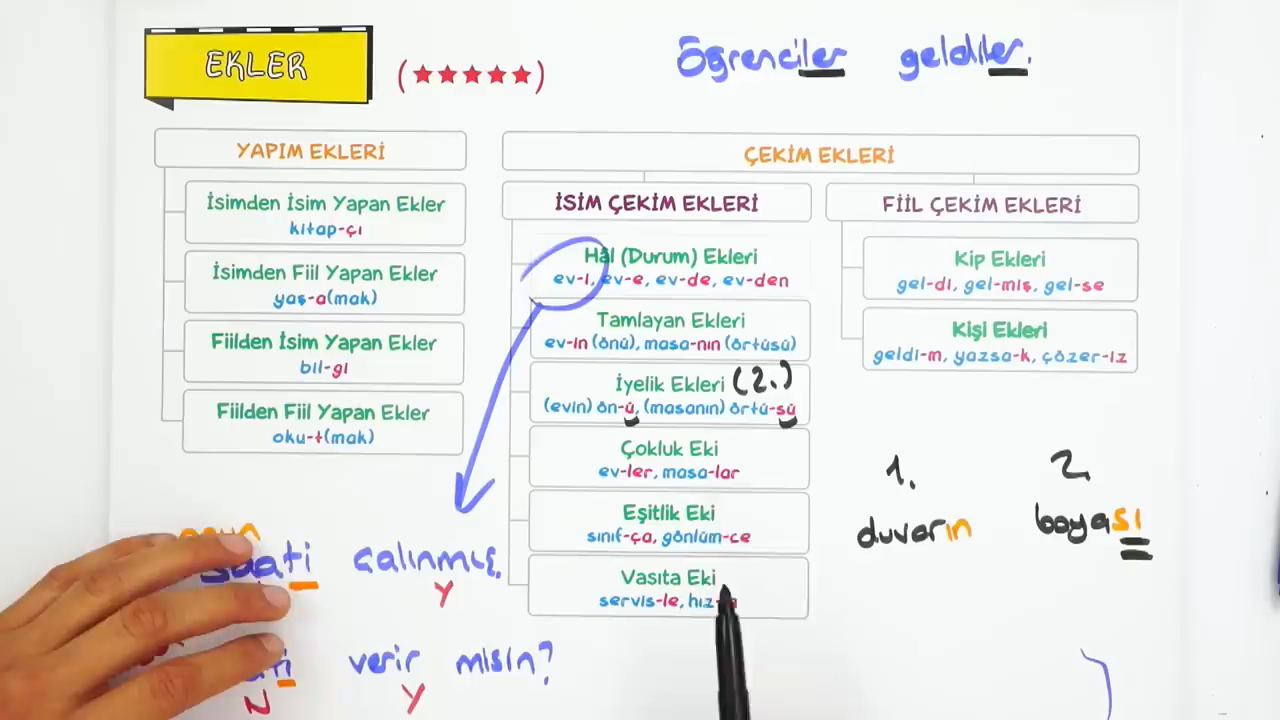 EKLER
(★★★★★)
Öğrenciler geldiler.
YAPIM EKLERİ
İsimden İsim Yapan Ekler
kitap-çı
İsimden Fiil Yapan Ekler
yaş-a(mak)
Fiilden İsim Yapan Ekler
bil-gi
Fiilden Fiil Yapan Ekler
oku-t(mak)
ÇEKİM EKLERİ
İSİM ÇEKİM EKLERİ
Hâl (Durum) Ekleri
ev-i, ev-e, ev-de, ev-den
Tamlayan Ekleri
ev-in (önü), masa-nın (örtüsü)
İyelik Ekleri (2.)
(evin) ön-ü, (masanın) örtü-sü
Çokluk Eki
ev-ler, masa-lar
Eşitlik Eki
sınıf-ça, gönlüm-ce
Vasıta Eki
servis-le, hız
FİİL ÇEKİM EKLERİ
Kip Ekleri
gel-di, gel-miş, gel-se
Kişi Ekleri
geldi-m, yazsa-k, çözer-iz
1. 2.
duvarın boyası
saati çalınmış.
Y
verir misin?
N Y